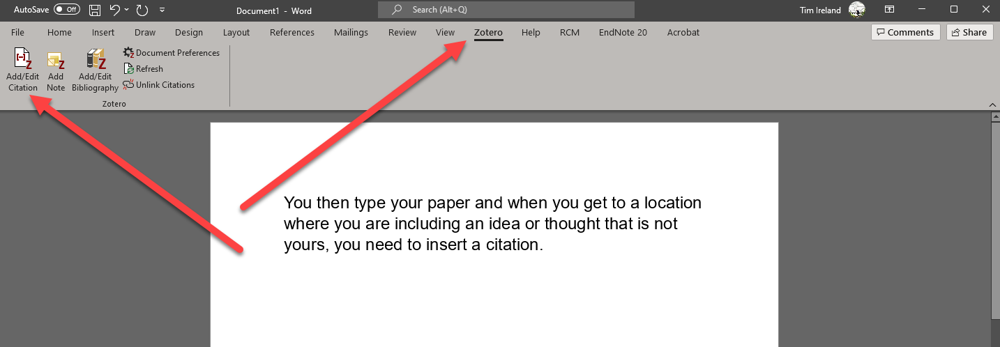 AutoSave Off Document1 - Word Search (Alt+Q) Tim Ireland
File Home Insert Draw Design Layout References Mailings Review View Zotero Help RCM EndNote 20 Acrobat Comments Share
Add/Edit Citation
Add Note
Add/Edit Bibliography
Document Preferences
Refresh
Unlink Citations
Zotero
You then type your paper and when you get to a location
where you are including an idea or thought that is not
yours, you need to insert a citation.